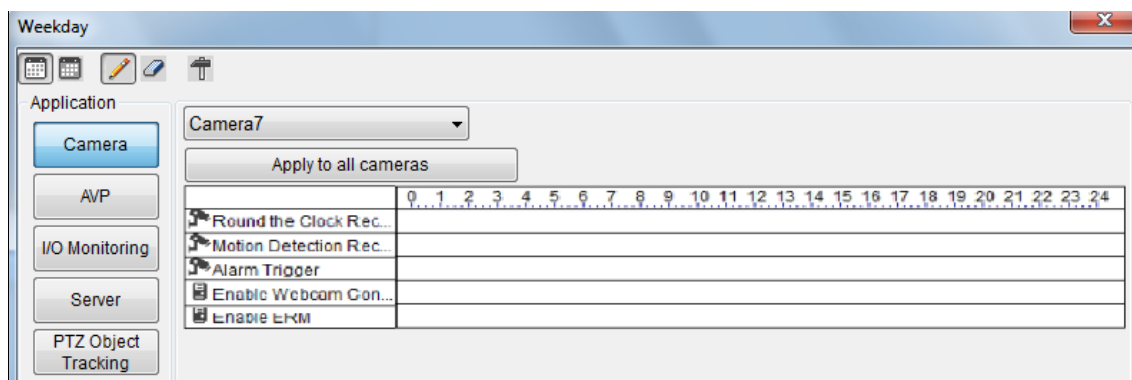 Weekday
Application
Camera
AVP
I/O Monitoring
Server
PTZ Object
Tracking
Camera7
Apply to all cameras
0 1 2 3 4 5 6 7 8 9 10 11 12 13 14 15 16 17 18 19 20 21 22 23 24
Round the Clock Rec...
Motion Detection Rec...
Alarm Trigger
Enable Webcam Con...
Enable ERM